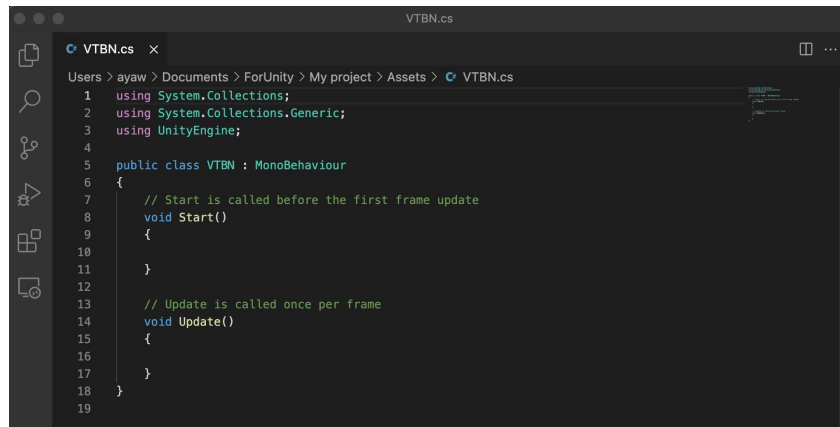 VTBN.cs
VTBN.cs
Users > ayaw > Documents > ForUnity > My project > Assets > VTBN.cs
1 using System.Collections;
2 using System.Collections.Generic;
3 using UnityEngine;
4
5 public class VTBN : MonoBehaviour
6 {
7 // Start is called before the first frame update
8 void Start()
9 {
10
11 }
12
13 // Update is called once per frame
14 void Update()
15 {
16
17 }
18 }
19